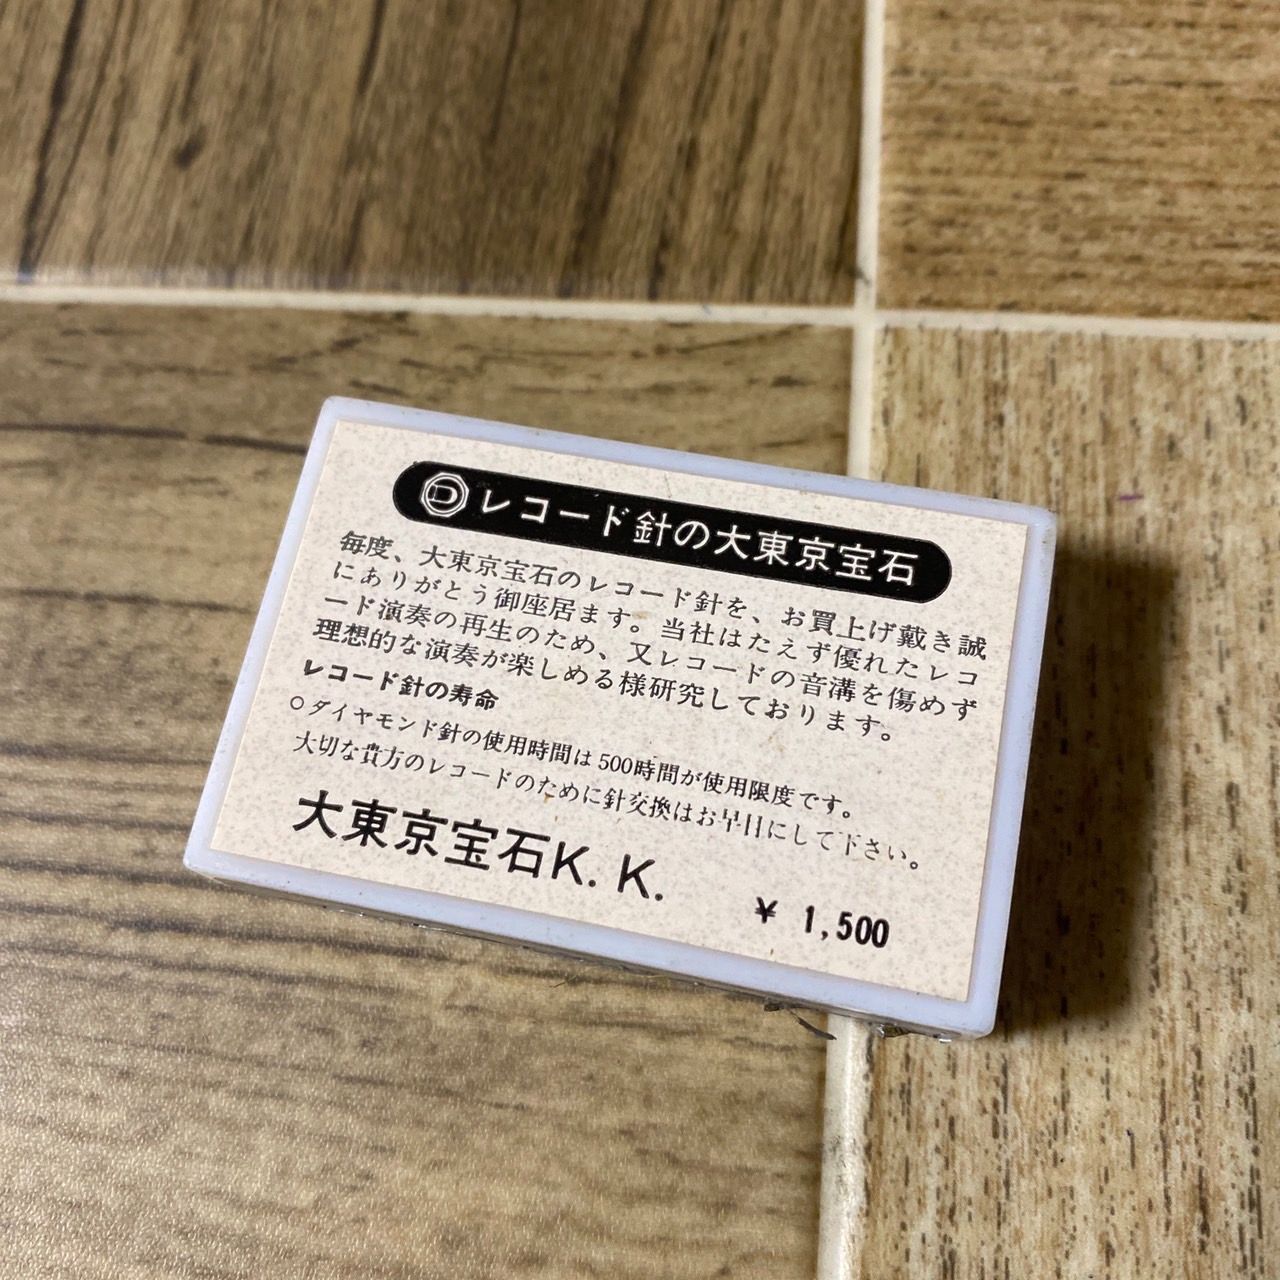 D レコード針の大東京宝石
毎度、大東京宝石のレコード針を、お買上げ戴き誠
にありがとう御座居ます。当社はたえず優れたレコ
ード演奏の再生のため、又レコードの音溝を傷めず
理想的な演奏が楽しめる様研究しております。
レコード針の寿命
○ダイヤモンド針の使用時間は500時間が使用限度です。
大切な貴方のレコードのために針交換はお早目にして下さい。
大東京宝石K.K.
¥ 1,500